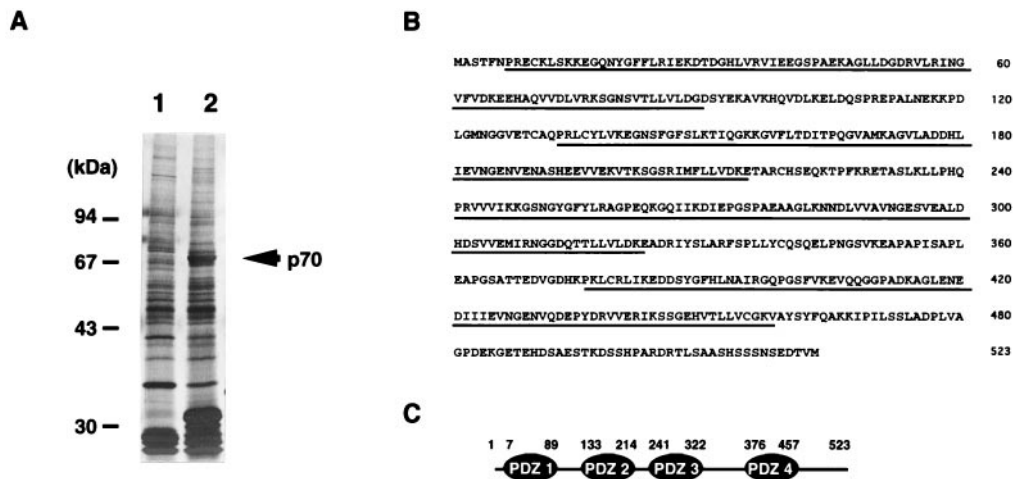 A
1 2
(kDa)
94
67
43
30
p70
B
MASTFNPRECKLSKKEGQNYGFFLRIEKDTDGHLVRVIEEGSPAEKAGLLDGDRVLRING 60
VFVDKEEHAQVVDLVRKSGNSVTLLVLDGDSYEKAVKHQVDLKELDQSPREPALNEKKPD 120
LGMNGGVETCAQPRLCYLVKEGNSFGFSLKTIQGKKGVFLTDITPQGVAMKAGVLADDHL 180
IEVNGENVENASHEEVVEKVTKSGSRIMFLLVDKETARCHSEQKTPFKRETASLKLLPHQ 240
PRVVVIKKGSNGYGFYLRAGPEQKGQIIKDIEPGSPAEAAGLKNNDLVVAVNGESVEALD 300
HDSVVEMIRNGGDQTTLLVLDKEADRIYSLARFSPLLYCQSQELPNGSVKEAPAPISAPL 360
EAPGSATTEDVGDHKPKLCRLIKEDDSYGFHLNAIRGQPGSFVKEVQQGGPADKAGLENE 420
DIIIEVNGENVQDEPYDRVVERIKSSGEHVTLLVCGKVAYSYFQAKKIPILSSLADPLVA 480
GPDEKGETEHDSAESTKDSSHPARDRTLSAASHSSSNSEDTVM 523
C
1 7 89 133 214 241 322 376 457 523
PDZ 1 PDZ 2 PDZ 3 PDZ 4